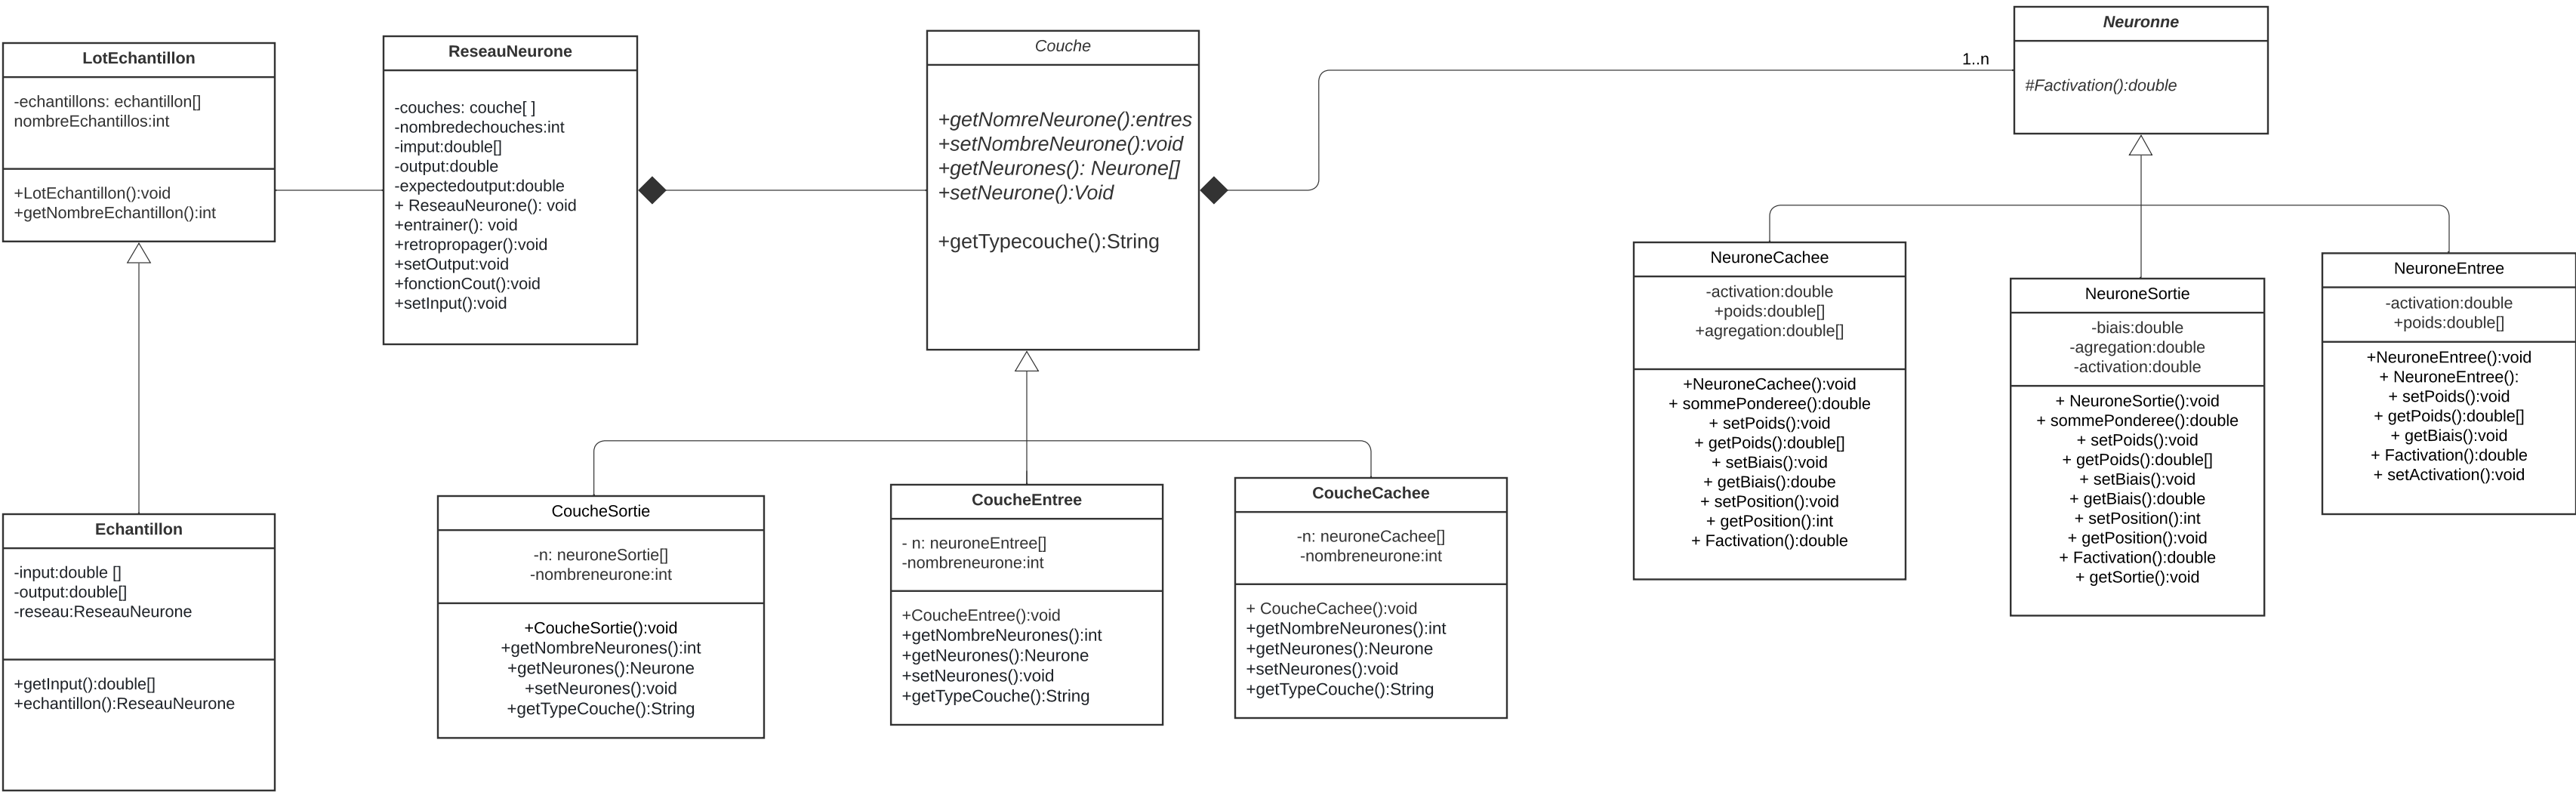 LotEchantillon
-echantillons: echantillon[]
nombreEchantillos:int
+LotEchantillon():void
+getNombreEchantillon():int
ReseauNeurone
-couches: couche[ ]
-nombredechouches:int
-imput:double[]
-output:double
-expectedoutput:double
+ ReseauNeurone(): void
+entrainer(): void
+retropropager():void
+setOutput:void
+fonctionCout():void
+setInput():void
Couche
+getNomreNeurone():entres
+setNombreNeurone():void
+getNeurones(): Neurone[]
+setNeurone():Void
+getTypecouche():String
1..n
Neuronne
#Factivation():double
NeuroneCachee
-activation:double
+poids:double[]
+agregation:double[]
+NeuroneCachee():void
+ sommePonderee():double
+ setPoids():void
+ getPoids():double[]
+ setBiais():void
+ getBiais():doube
+ setPosition():void
+ getPosition():int
+ Factivation():double
NeuroneSortie
-biais:double
-agregation:double
-activation:double
+ NeuroneSortie():void
+ sommePonderee():double
+ setPoids():void
+ getPoids():double[]
+ setBiais():void
+ getBiais():double
+ setPosition():int
+ getPosition():void
+ Factivation():double
+ getSortie():void
NeuroneEntree
-activation:double
+poids:double[]
+NeuroneEntree():void
+ NeuroneEntree():
+ setPoids():void
+ getPoids():double[]
+ getBiais():void
+ Factivation():double
+ setActivation():void
Echantillon
-input:double []
-output:double[]
-reseau:ReseauNeurone
+getInput():double[]
+echantillon():ReseauNeurone
CoucheSortie
-n: neuroneSortie[]
-nombreneurone:int
+CoucheSortie():void
+getNombreNeurones():int
+getNeurones():Neurone
+setNeurones():void
+getTypeCouche():String
CoucheEntree
- n: neuroneEntree[]
-nombreneurone:int
+CoucheEntree():void
+getNombreNeurones():int
+getNeurones():Neurone
+setNeurones():void
+getTypeCouche():String
CoucheCachee
-n: neuroneCachee[]
-nombreneurone:int
+ CoucheCachee():void
+getNombreNeurones():int
+getNeurones():Neurone
+setNeurones():void
+getTypeCouche():String